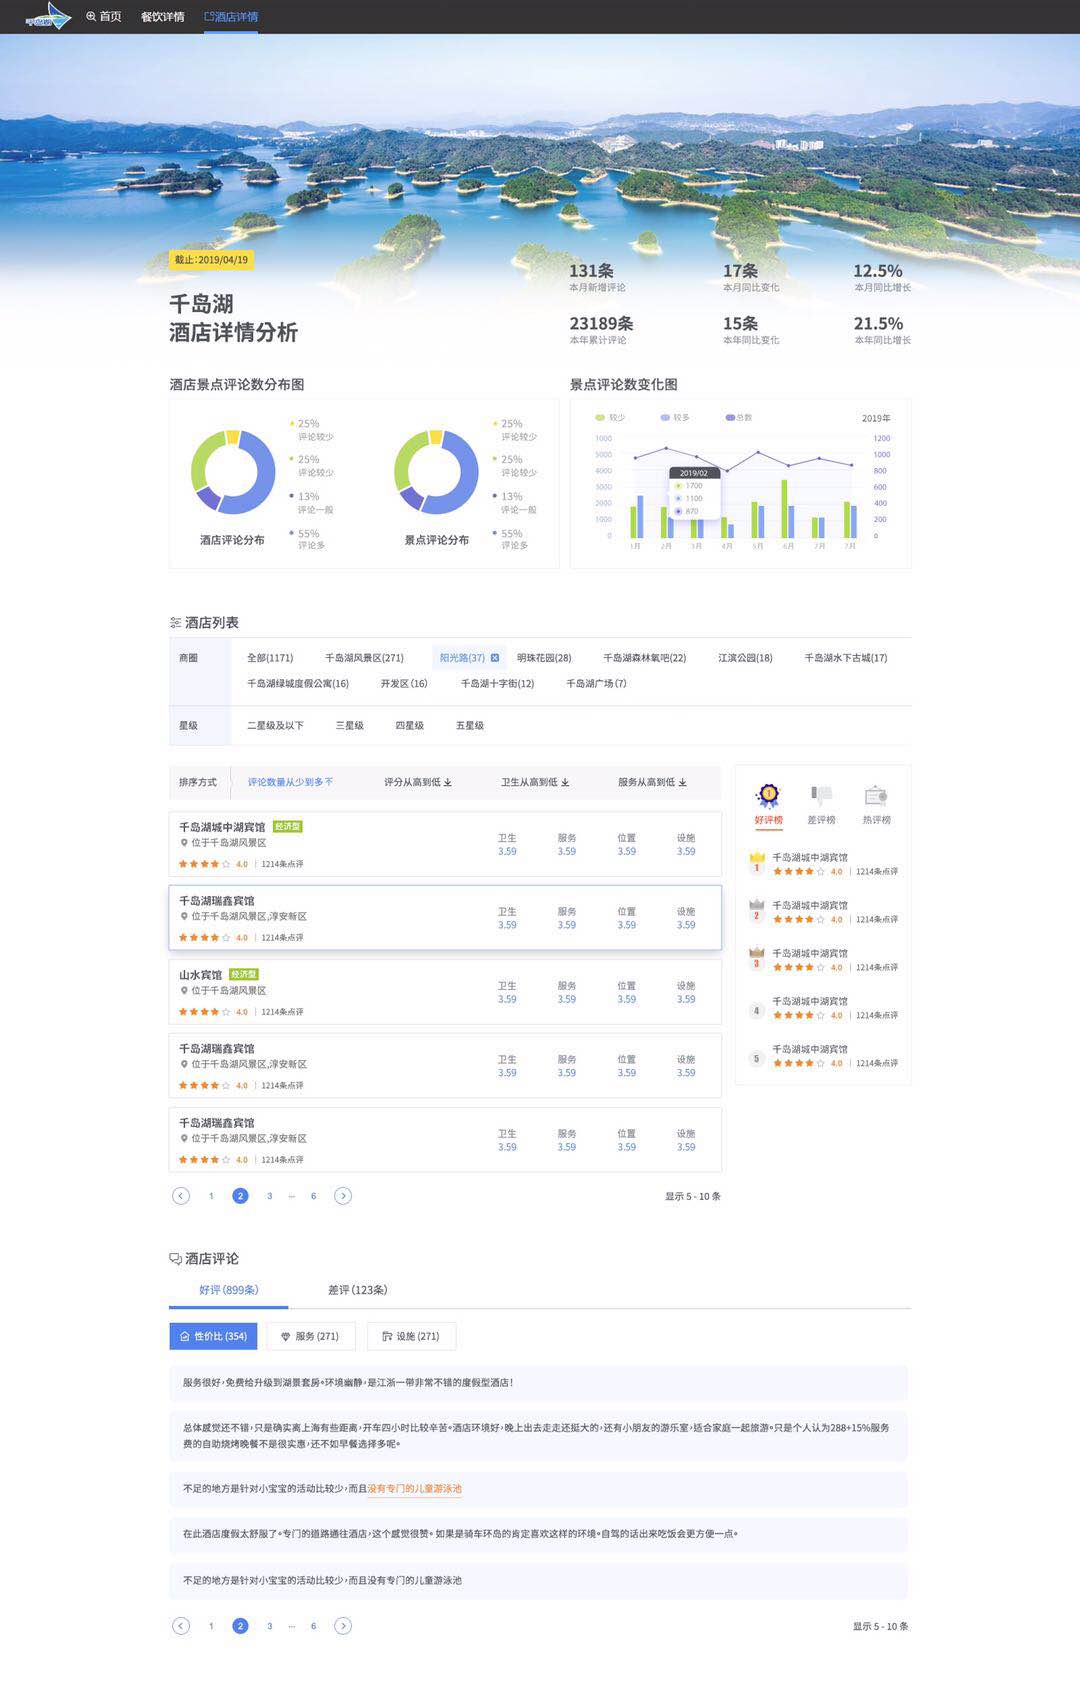 千岛湖
首页
餐饮详情
酒店详情
截止:2019/04/19
千岛湖
酒店详情分析
131条
本月新增评论
17条
本月同比变化
12.5%
本月同比增长
23189条
本年累计评论
15条
本年同比变化
21.5%
本年同比增长
酒店景点评论数分布图
25%
评论较少
25%
评论较少
13%
评论一般
55%
评论多
酒店评论分布
25%
评论较少
25%
评论较少
13%
评论一般
55%
评论多
景点评论数分布
景点评论数变化图
较少
较多
总数
2019年
1000
5000
4000
3000
2000
1000
0
1200
1000
800
600
400
200
0
2019/02
1700
1100
870
1月
2月
3月
4月
5月
6月
7月
7月
酒店列表
商圈
全部(1171)
千岛湖风景区(271)
阳光路(37)
明珠花园(28)
千岛湖森林氧吧(22)
江滨公园(18)
千岛湖水下古城(17)
千岛湖绿城度假公寓(16)
开发区(16)
千岛湖十字街(12)
千岛湖广场(7)
星级
二星级及以下
三星级
四星级
五星级
排序方式
评论数量从少到多
评分从高到低
卫生从高到低
服务从高到低
千岛湖城中湖宾馆 经济型
位于千岛湖风景区
4.0 | 1214条点评
卫生 服务 位置 设施
3.59 3.59 3.59 3.59
千岛湖瑞鑫宾馆
位于千岛湖风景区,淳安新区
4.0 | 1214条点评
卫生 服务 位置 设施
3.59 3.59 3.59 3.59
山水宾馆 经济型
位于千岛湖风景区
4.0 | 1214条点评
卫生 服务 位置 设施
3.59 3.59 3.59 3.59
千岛湖瑞鑫宾馆
位于千岛湖风景区,淳安新区
4.0 | 1214条点评
卫生 服务 位置 设施
3.59 3.59 3.59 3.59
千岛湖瑞鑫宾馆
位于千岛湖风景区,淳安新区
4.0 | 1214条点评
卫生 服务 位置 设施
3.59 3.59 3.59 3.59
1 2 3 ... 6
显示 5 - 10 条
好评榜
差评榜
热评榜
1
千岛湖城中湖宾馆
4.0 | 1214条点评
2
千岛湖城中湖宾馆
4.0 | 1214条点评
3
千岛湖城中湖宾馆
4.0 | 1214条点评
4
千岛湖城中湖宾馆
4.0 | 1214条点评
5
千岛湖城中湖宾馆
4.0 | 1214条点评
酒店评论
好评(899条)
差评(123条)
性价比 (354)
服务 (271)
设施 (271)
服务很好,免费给升级到湖景套房。环境幽静,是江浙一带非常不错的度假型酒店!
总体感觉还不错,只是确实离上海有些距离,开车四小时比较辛苦。酒店环境好,晚上出去走走还挺大的,还有小朋友的游乐室,适合家庭一起旅游。只是个人认为288+15%服务
费的自助烧烤晚餐不是很实惠,还不如早餐选择多呢。
不足的地方是针对小宝宝的活动比较少,而且没有专门的儿童游泳池
在此酒店度假太舒服了。专门的道路通往酒店,这个感觉很赞。如果是骑车环岛的肯定喜欢这样的环境。自驾的话出来吃饭会更方便一点。
不足的地方是针对小宝宝的活动比较少,而且没有专门的儿童游泳池
1 2 3 ... 6
显示 5 - 10 条